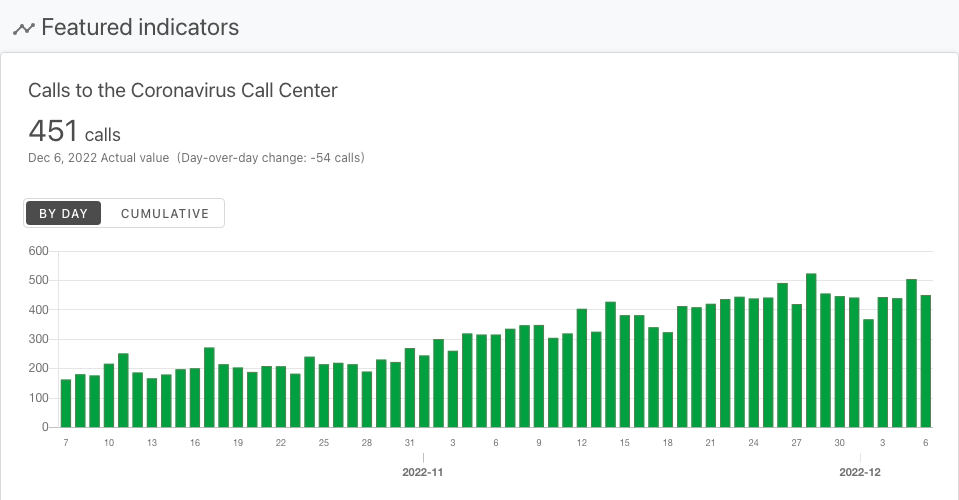 Featured indicators
Calls to the Coronavirus Call Center
451 calls
Dec 6, 2022 Actual value (Day-over-day change: -54 calls)
BY DAY CUMULATIVE
600
500
400
300
200
100
0
7 10 13 16 19 22 25 28 31 3 6 9 12 15 18 21 24 27 30 3 6
2022-11 2022-12